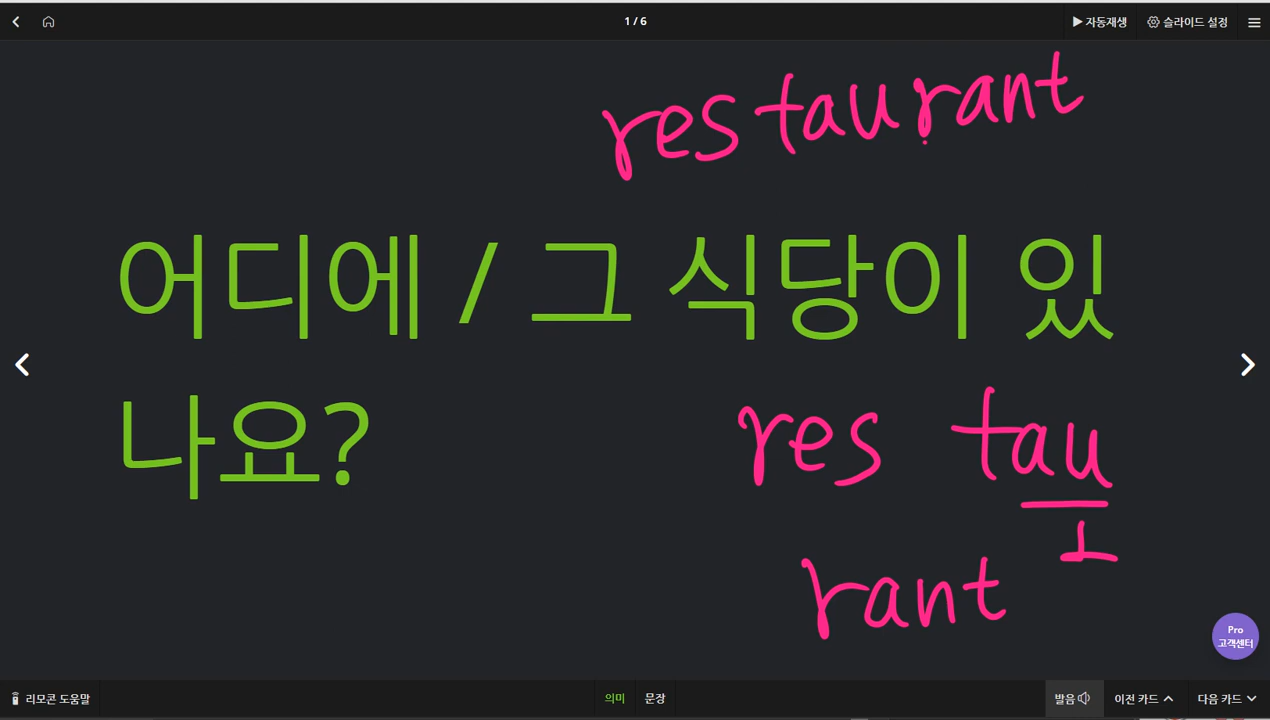 1 / 6
자동재생
슬라이드 설정
restaurant
어디에 / 그 식당이 있
나요?
res tau
ㅗ
rant
Pro
고객센터
리모콘 도움말
의미
문장
발음
이전 카드
다음 카드